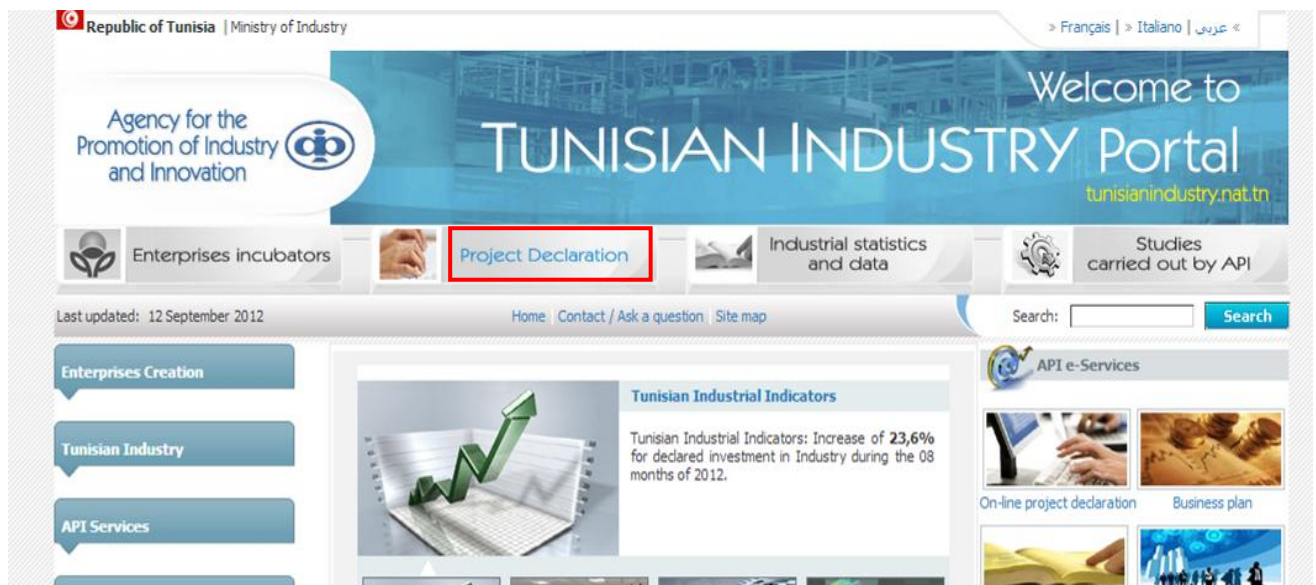 Republic of Tunisia | Ministry of Industry
» Français | » Italiano | عربي »
Agency for the
Promotion of Industry
and Innovation
Welcome to
TUNISIAN INDUSTRY Portal
tunisianindustry.nat.tn
Enterprises incubators
Project Declaration
Industrial statistics
and data
Studies
carried out by API
Last updated: 12 September 2012
Home | Contact / Ask a question | Site map
Search:
Search
Enterprises Creation
Tunisian Industry
API Services
Tunisian Industrial Indicators
Tunisian Industrial Indicators: Increase of 23,6%
for declared investment in Industry during the 08
months of 2012.
API e-Services
On-line project declaration
Business plan